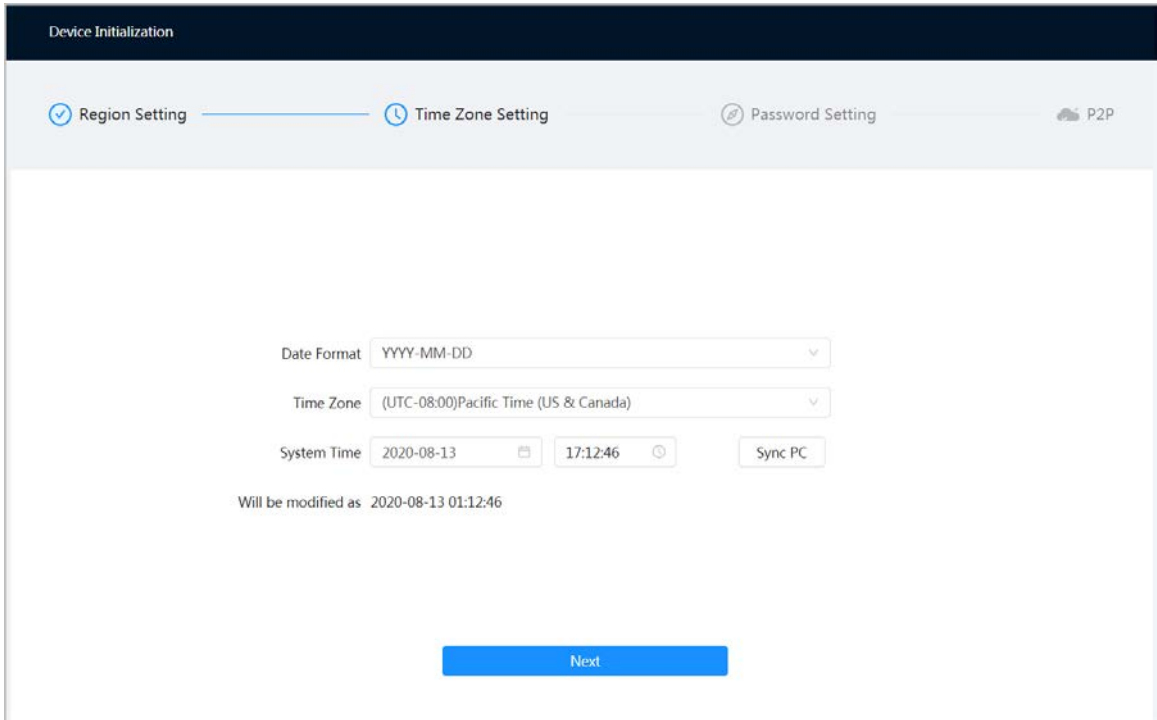 Device Initialization
Region Setting
Time Zone Setting
Password Setting
P2P
Date Format YYYY-MM-DD
Time Zone (UTC-08:00)Pacific Time (US & Canada)
System Time 2020-08-13 17:12:46 Sync PC
Will be modified as 2020-08-13 01:12:46
Next